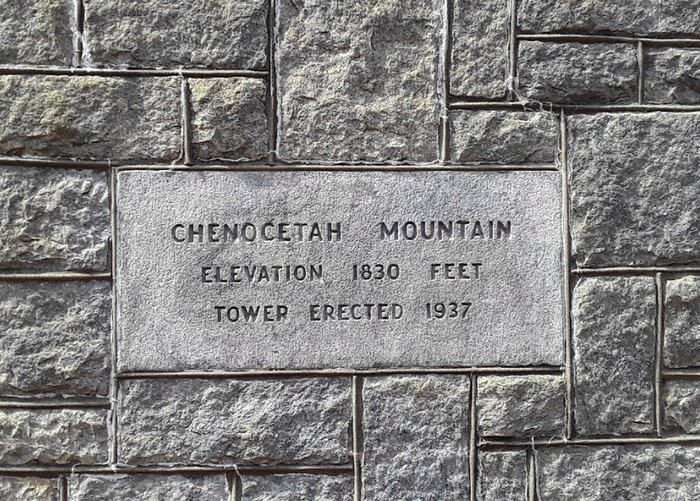 CHENOCETAH MOUNTAIN
ELEVATION 1830 FEET
TOWER ERECTED 1937